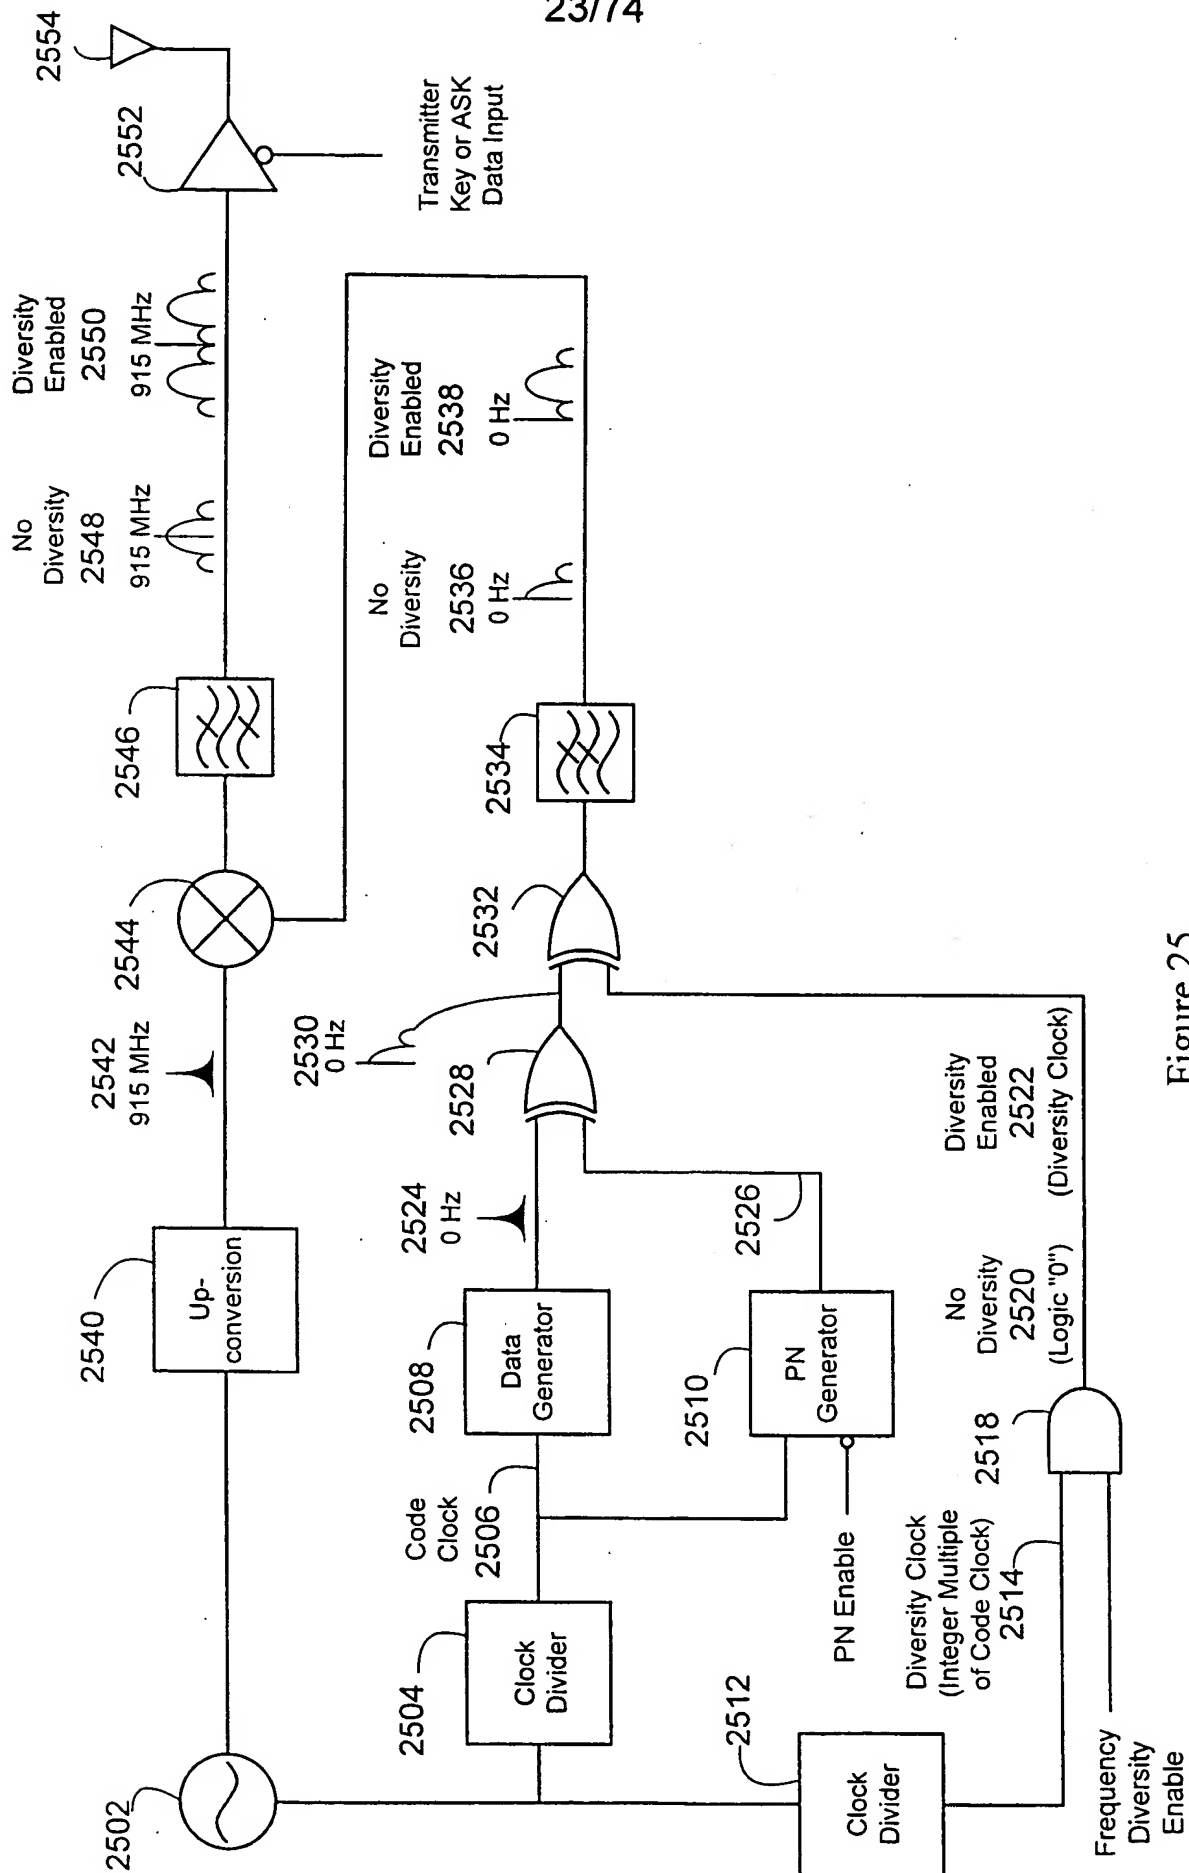 23/74
2502
2540
Up-
conversion
2542
915 MHz
2544
2546
No
Diversity
2548
915 MHz
Diversity
Enabled
2550
915 MHz
2552
2554
Transmitter
Key or ASK
Data Input
2504
Clock
Divider
Code
Clock
2506
2508
Data
Generator
2524
0 Hz
2528
2530
0 Hz
2532
2534
No
Diversity
2536
0 Hz
Diversity
Enabled
2538
0 Hz
PN Enable
2510
PN
Generator
2526
2512
Clock
Divider
Diversity Clock
(Integer Multiple
of Code Clock)
2514
Frequency
Diversity
Enable
2518
No
Diversity
2520
(Logic "0")
Diversity
Enabled
2522
(Diversity Clock)
Figure 25